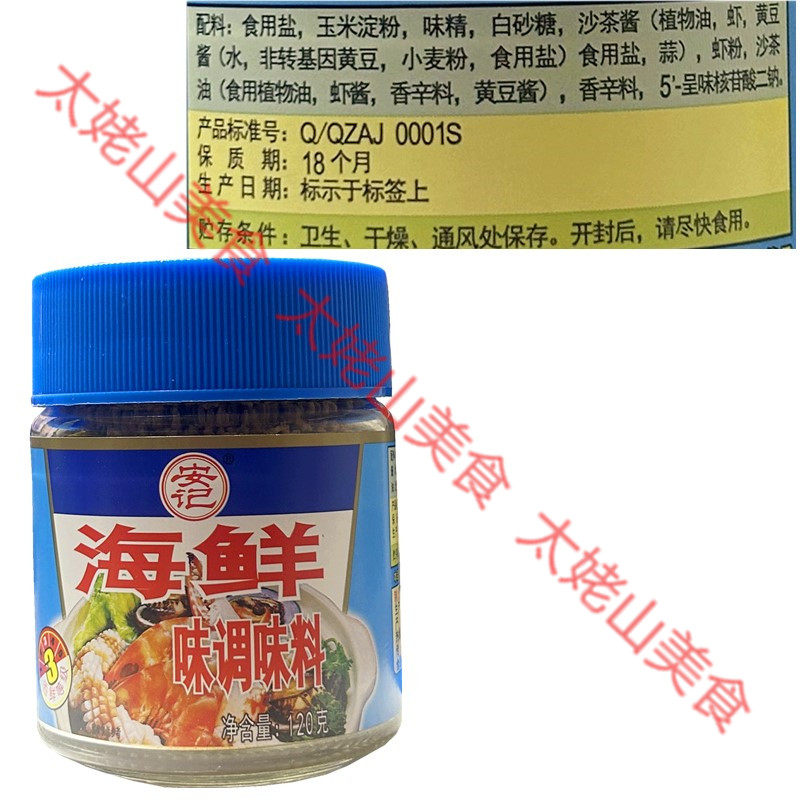 配料：食用盐，玉米淀粉，味精，白砂糖，沙茶酱（植物油，虾，黄豆
酱（水，非转基因黄豆，小麦粉，食用盐）食用盐，蒜），虾粉，沙茶
油（食用植物油，虾酱，香辛料，黄豆酱），香辛料，5'-呈味核苷酸二钠。
产品标准号：Q/QZAJ 0001S
保 质 期：18个月
生产日期：标示于标签上
贮存条件：卫生、干燥、通风处保存。开封后，请尽快食用。
太姥山美食
太姥山美食
太姥山美食
安记
海鲜
味调味料
3
净含量：120克